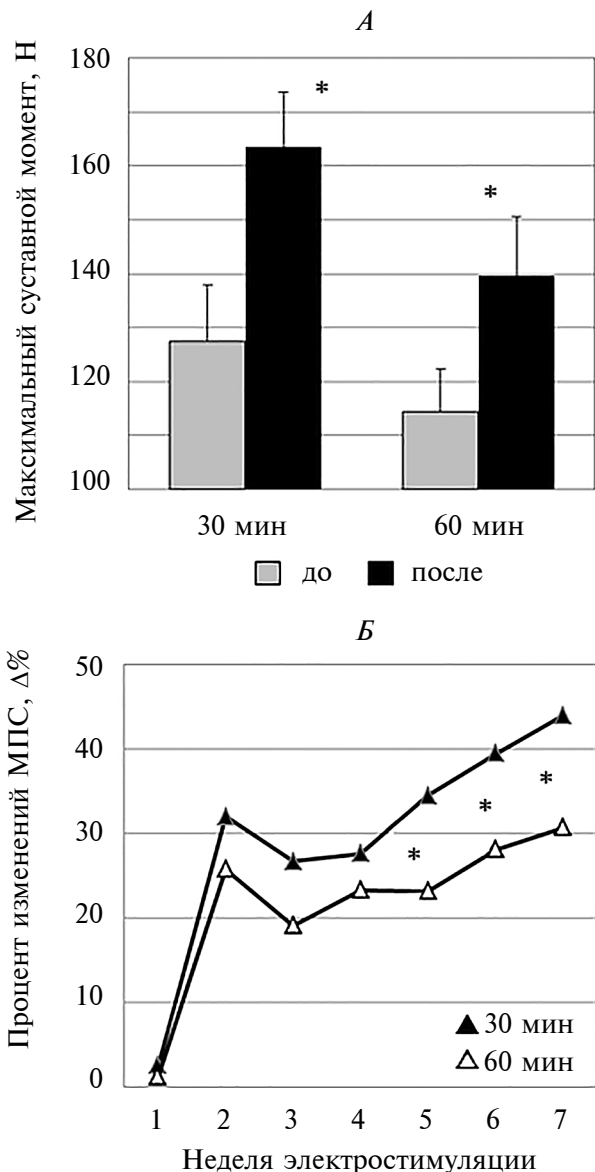 А
Максимальный суставной момент, Н
180
160
140
120
100
*
*
30 мин
60 мин
до
после
Б
Процент изменений МПС, Δ%
50
40
30
20
10
0
*
*
*
30 мин
60 мин
1 2 3 4 5 6 7
Неделя электростимуляции